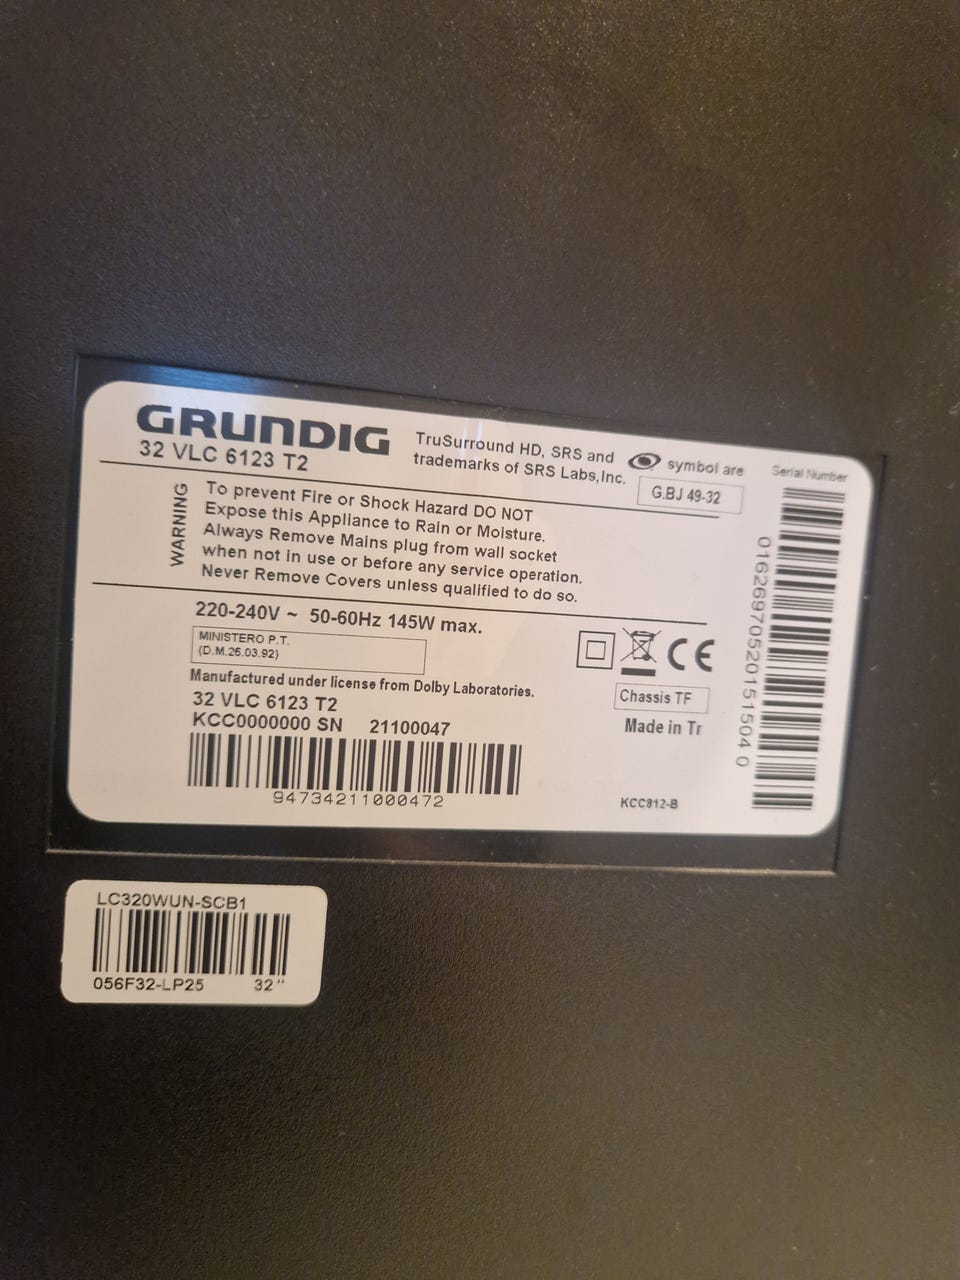 GRUNDIG
32 VLC 6123 T2
TruSurround HD, SRS and symbol are
trademarks of SRS Labs,Inc.
G.BJ 49-32
Serial Number
WARNING
To prevent Fire or Shock Hazard DO NOT
Expose this Appliance to Rain or Moisture.
Always Remove Mains plug from wall socket
when not in use or before any service operation.
Never Remove Covers unless qualified to do so.
016269705201515040
220-240V ~ 50-60Hz 145W max.
MINISTERO P.T.
(D.M.26.03.92)
CE
Manufactured under license from Dolby Laboratories.
Chassis TF
32 VLC 6123 T2
KCC0000000 SN 21100047
Made in Tr
94734211000472
KCC812-B
LC320WUN-SCB1
056F32-LP25 32"